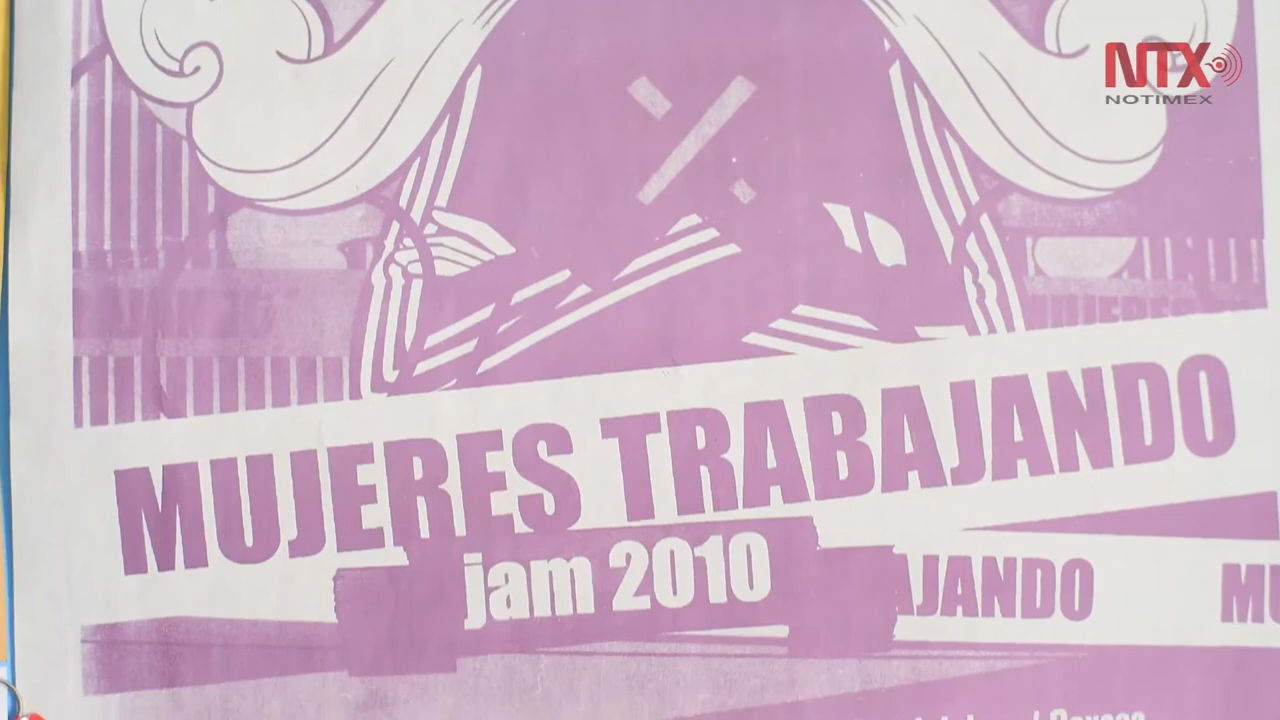 NTX
NOTIMEX
MUJERES TRABAJANDO
jam 2010
AJANDO
MU